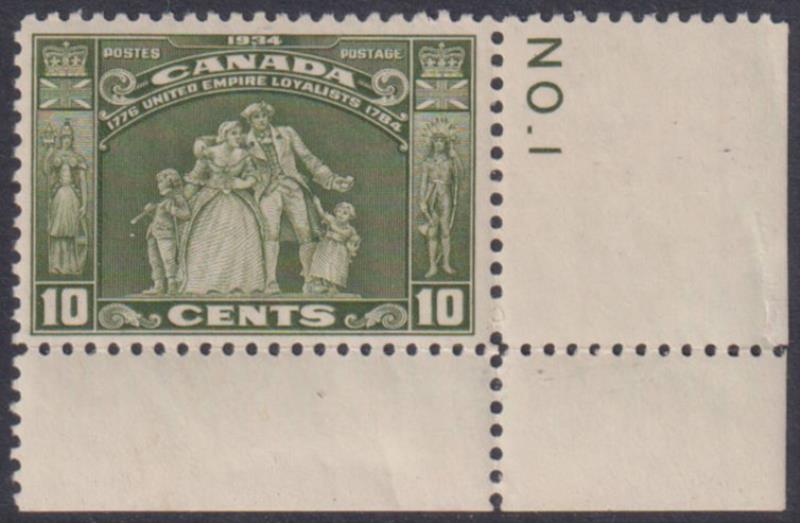 1934
POSTES POSTAGE
CANADA
1776 UNITED EMPIRE LOYALISTS 1784
10 CENTS 10
NO.1